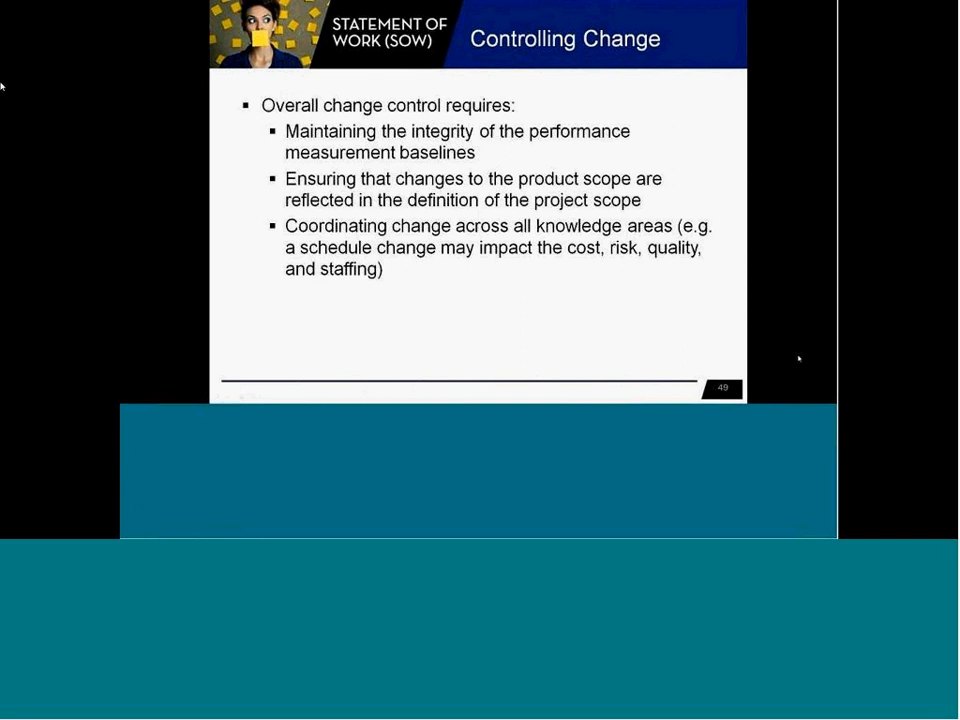 STATEMENT OF
WORK (SOW)
Controlling Change
▪ Overall change control requires:
▪ Maintaining the integrity of the performance
measurement baselines
▪ Ensuring that changes to the product scope are
reflected in the definition of the project scope
▪ Coordinating change across all knowledge areas (e.g.
a schedule change may impact the cost, risk, quality,
and staffing)
49